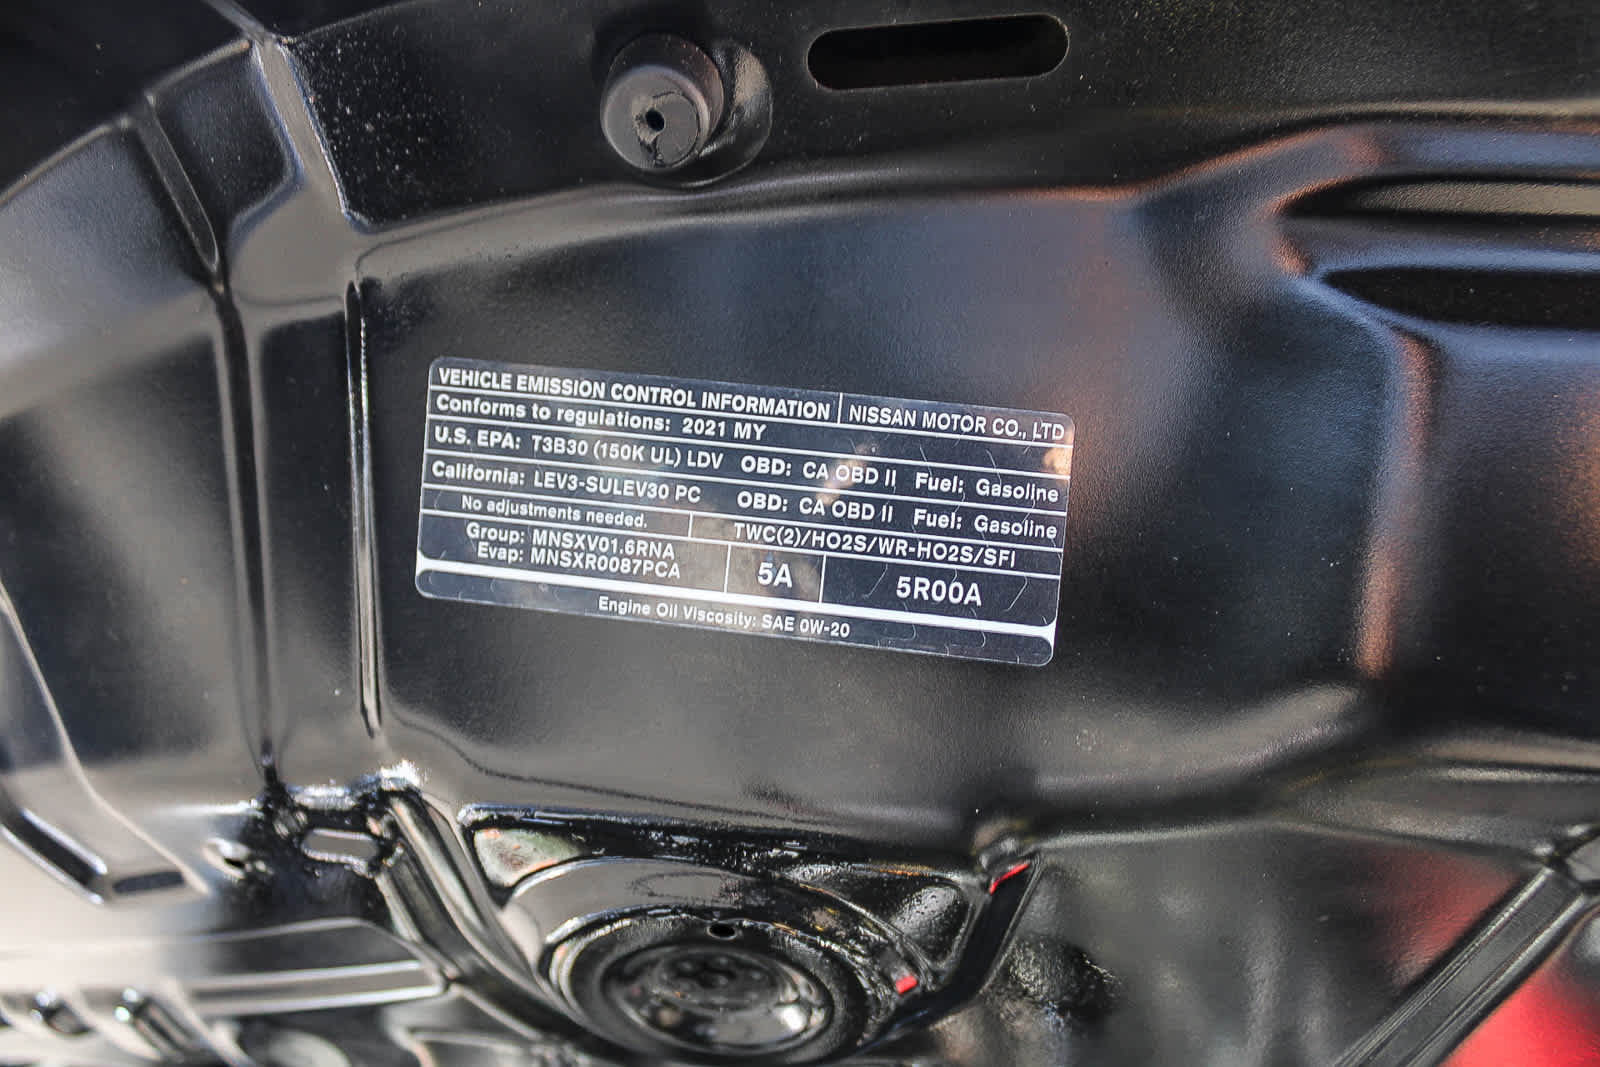 VEHICLE EMISSION CONTROL INFORMATION NISSAN MOTOR CO., LTD
Conforms to regulations: 2021 MY
U.S. EPA: T3B30 (150K UL) LDV OBD: CA OBD II Fuel: Gasoline
California: LEV3-SULEV30 PC OBD: CA OBD II Fuel: Gasoline
No adjustments needed. TWC(2)/HO2S/WR-HO2S/SFI
Group: MNSXV01.6RNA
Evap: MNSXR0087PCA
5A
5R00A
Engine Oil Viscosity: SAE 0W-20